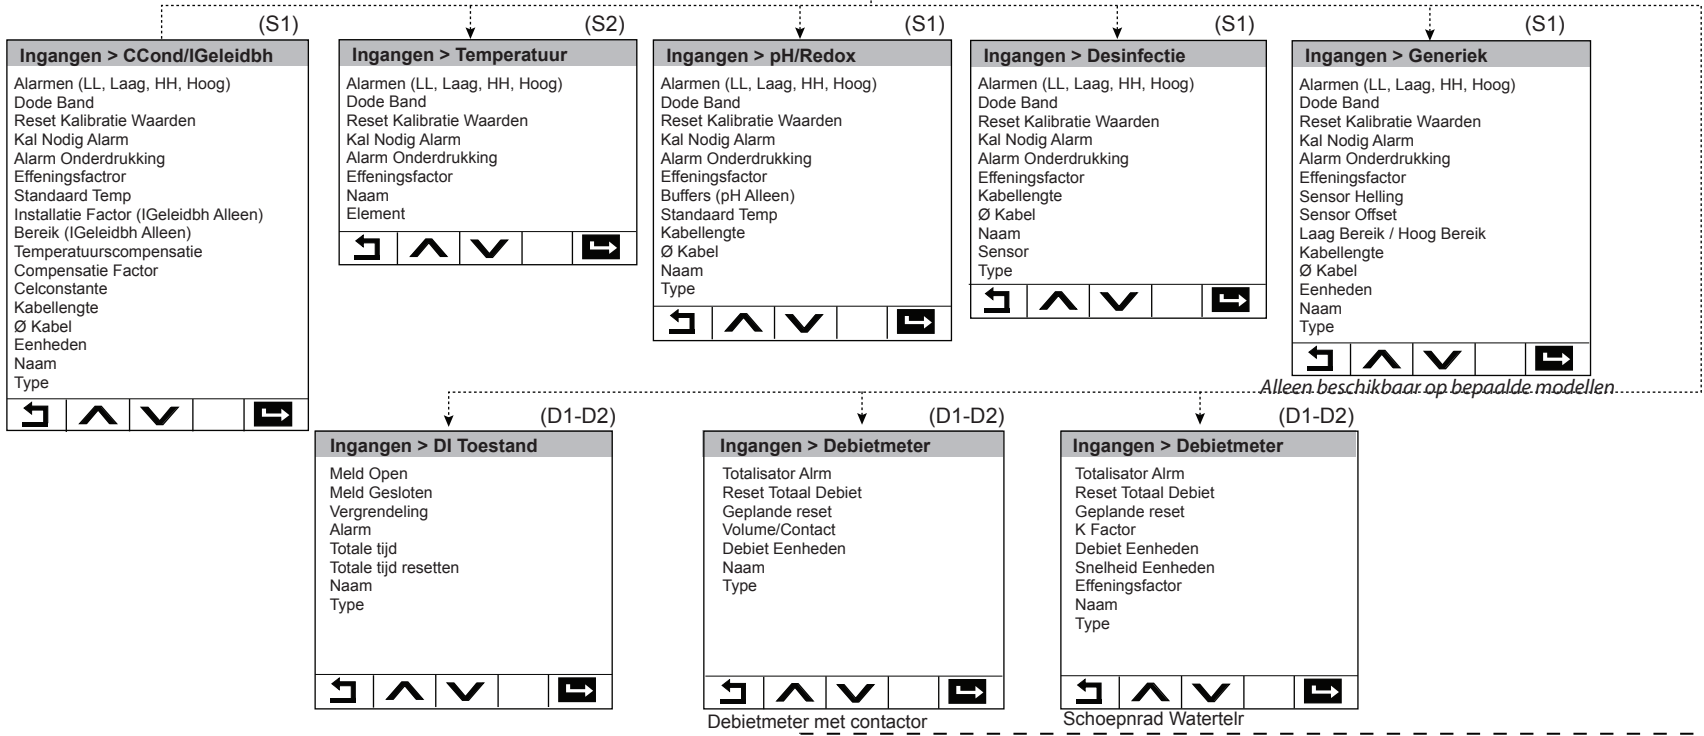 (S1)
Ingangen > CCond/IGeleidbh
Alarmen (LL, Laag, HH, Hoog)
Dode Band
Reset Kalibratie Waarden
Kal Nodig Alarm
Alarm Onderdrukking
Effeningsfactror
Standaard Temp
Installatie Factor (IGeleidbh Alleen)
Bereik (IGeleidbh Alleen)
Temperatuurscompensatie
Compensatie Factor
Celconstante
Kabellengte
Ø Kabel
Eenheden
Naam
Type
(S2)
Ingangen > Temperatuur
Alarmen (LL, Laag, HH, Hoog)
Dode Band
Reset Kalibratie Waarden
Kal Nodig Alarm
Alarm Onderdrukking
Effeningsfactor
Naam
Element
(S1)
Ingangen > pH/Redox
Alarmen (LL, Laag, HH, Hoog)
Dode Band
Reset Kalibratie Waarden
Kal Nodig Alarm
Alarm Onderdrukking
Effeningsfactor
Buffers (pH Alleen)
Standaard Temp
Kabellengte
Ø Kabel
Naam
Type
(S1)
Ingangen > Desinfectie
Alarmen (LL, Laag, HH, Hoog)
Dode Band
Reset Kalibratie Waarden
Kal Nodig Alarm
Alarm Onderdrukking
Effeningsfactor
Kabellengte
Ø Kabel
Naam
Sensor
Type
(S1)
Ingangen > Generiek
Alarmen (LL, Laag, HH, Hoog)
Dode Band
Reset Kalibratie Waarden
Kal Nodig Alarm
Alarm Onderdrukking
Effeningsfactor
Sensor Helling
Sensor Offset
Laag Bereik / Hoog Bereik
Kabellengte
Ø Kabel
Eenheden
Naam
Type
Alleen beschikbaar op bepaalde modellen
(D1-D2)
Ingangen > DI Toestand
Meld Open
Meld Gesloten
Vergrendeling
Alarm
Totale tijd
Totale tijd resetten
Naam
Type
(D1-D2)
Ingangen > Debietmeter
Totalisator Alrm
Reset Totaal Debiet
Geplande reset
Volume/Contact
Debiet Eenheden
Naam
Type
Debietmeter met contactor
(D1-D2)
Ingangen > Debietmeter
Totalisator Alrm
Reset Totaal Debiet
Geplande reset
K Factor
Debiet Eenheden
Snelheid Eenheden
Effeningsfactor
Naam
Type
Schoepnrad Watertelr